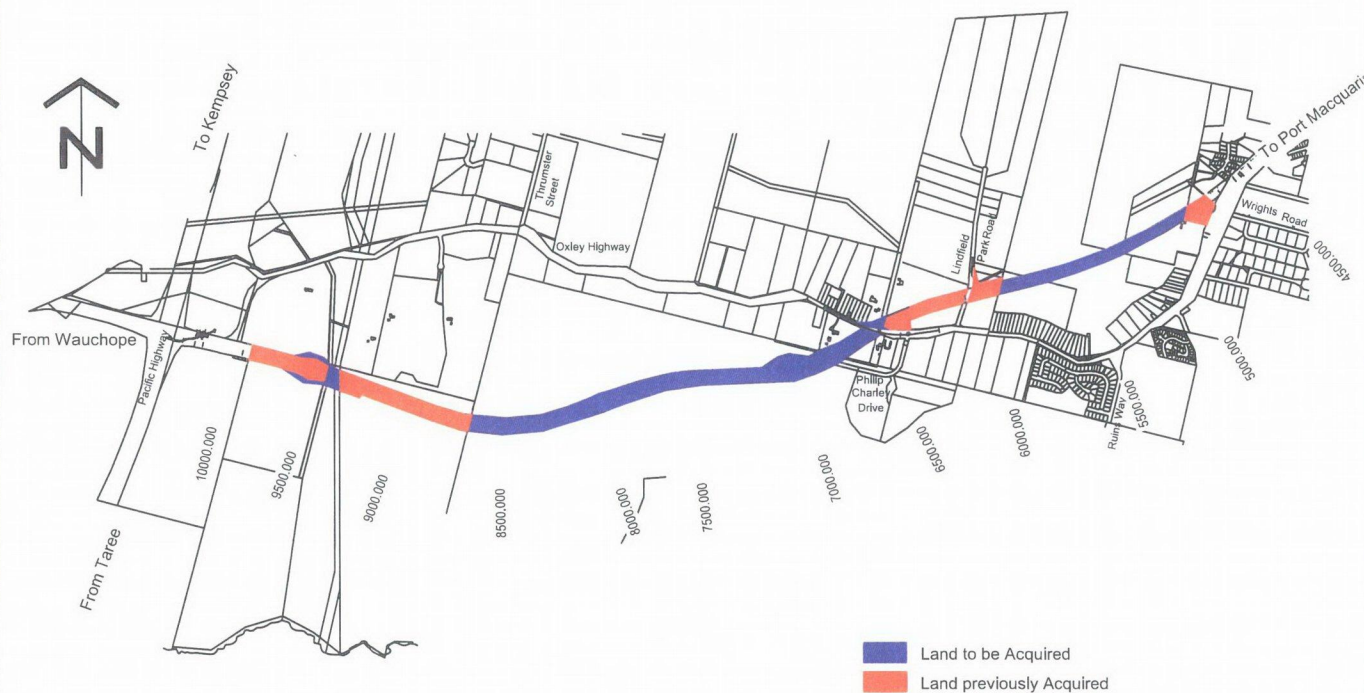 N
To Kempsey
To Port Macquarie
Thrumster
Street
Oxley Highway
Lindfield
Park Road
Wrights Road
From Wauchope
Pacific Highway
Philip
Charley
Drive
Ruins Way
From Taree
10000.000
9500.000
9000.000
8500.000
8000.000
7500.000
7000.000
6500.000
6000.000
5500.000
5000.000
4500.000
Land to be Acquired
Land previously Acquired